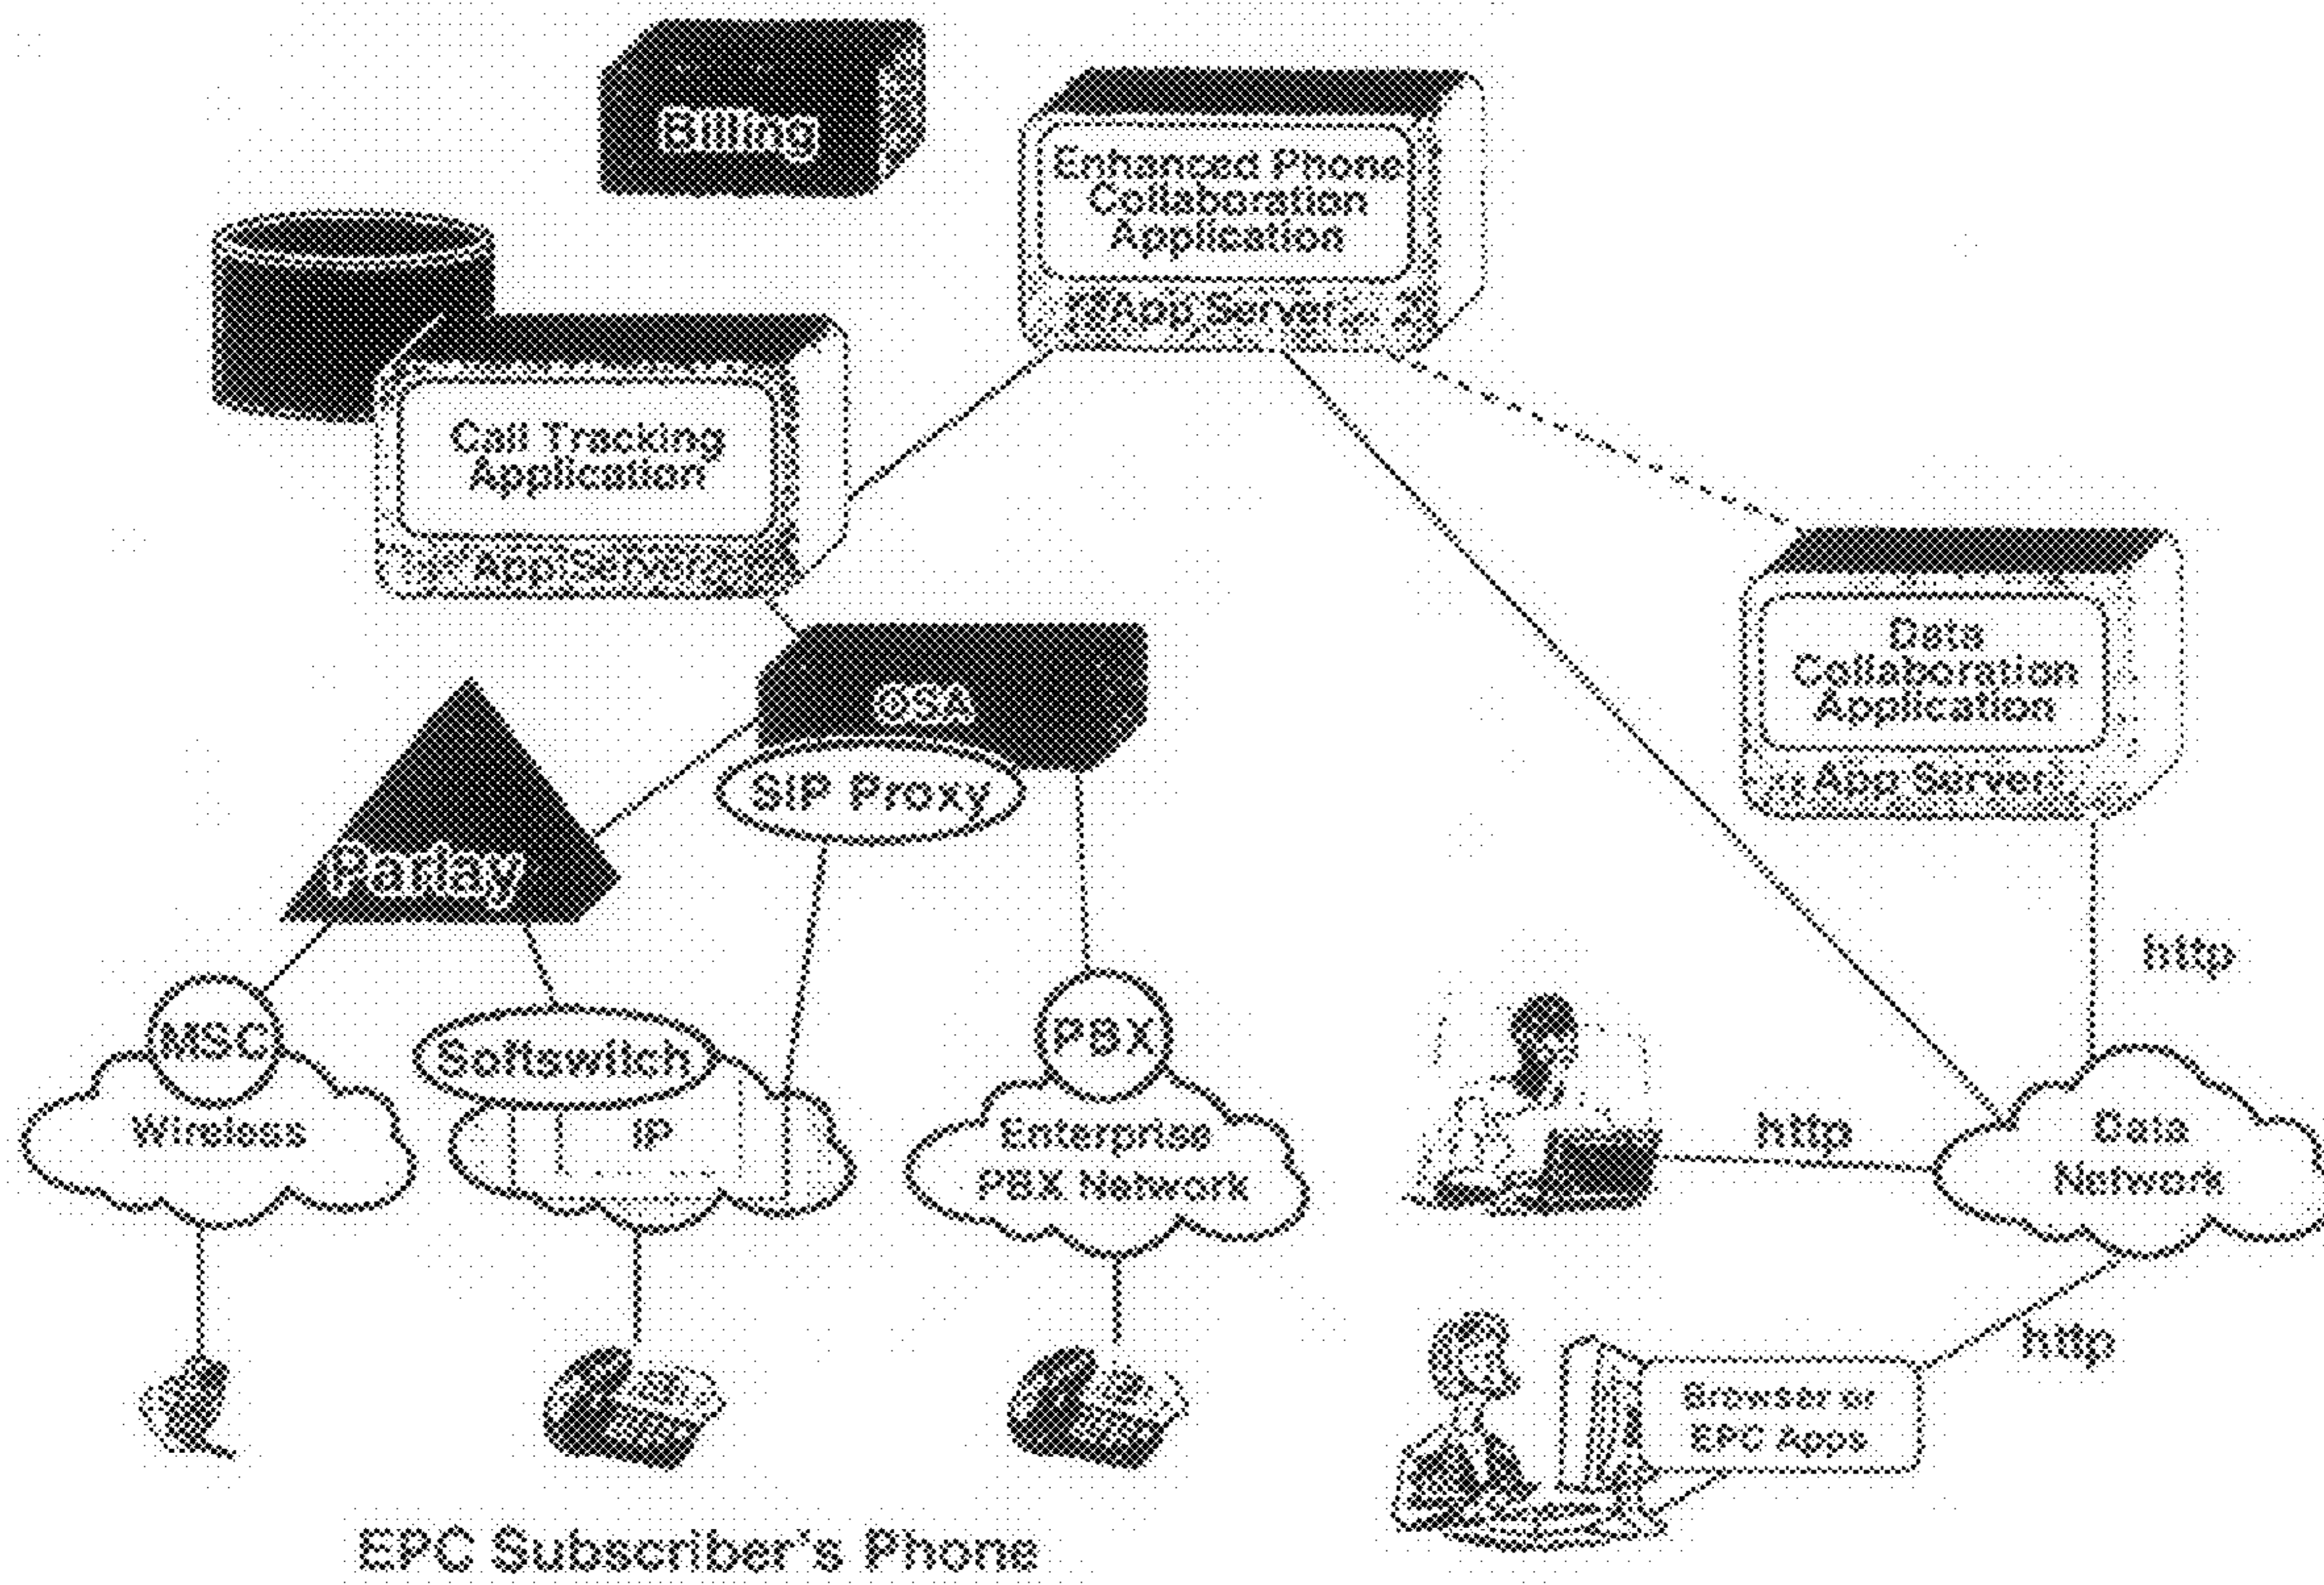 Billing
Enhanced Phone
Collaboration
Application
App Server
Call Tracking
Application
App Server
Data
Collaboration
Application
App Server
SIP Proxy
Parlay
http
MSC
Softswitch
PBX
Wireless
IP
Enterprise
PBX Network
http
Data
Network
http
Browser or
EPC Apps
EPC Subscriber's Phone